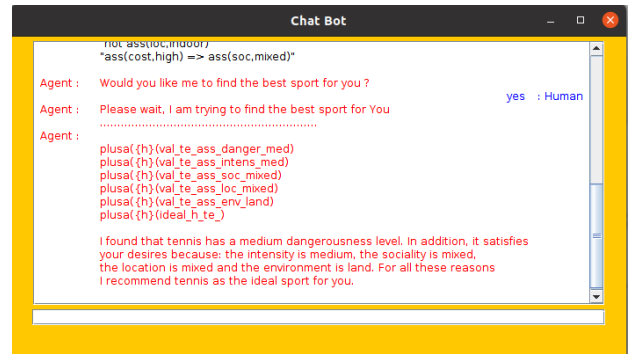 Chat Bot
not ass(loc,indoor)
"ass(cost,high) => ass(soc,mixed)"
Agent : Would you like me to find the best sport for you ?
yes : Human
Agent : Please wait, I am trying to find the best sport for You
Agent :
plusa({h}(val_te_ass_danger_med)
plusa({h}(val_te_ass_intens_med)
plusa({h}(val_te_ass_soc_mixed)
plusa({h}(val_te_ass_loc_mixed)
plusa({h}(val_te_ass_env_land)
plusa({h}(ideal_h_te_)
I found that tennis has a medium dangerousness level. In addition, it satisfies
your desires because: the intensity is medium, the sociality is mixed,
the location is mixed and the environment is land. For all these reasons
I recommend tennis as the ideal sport for you.